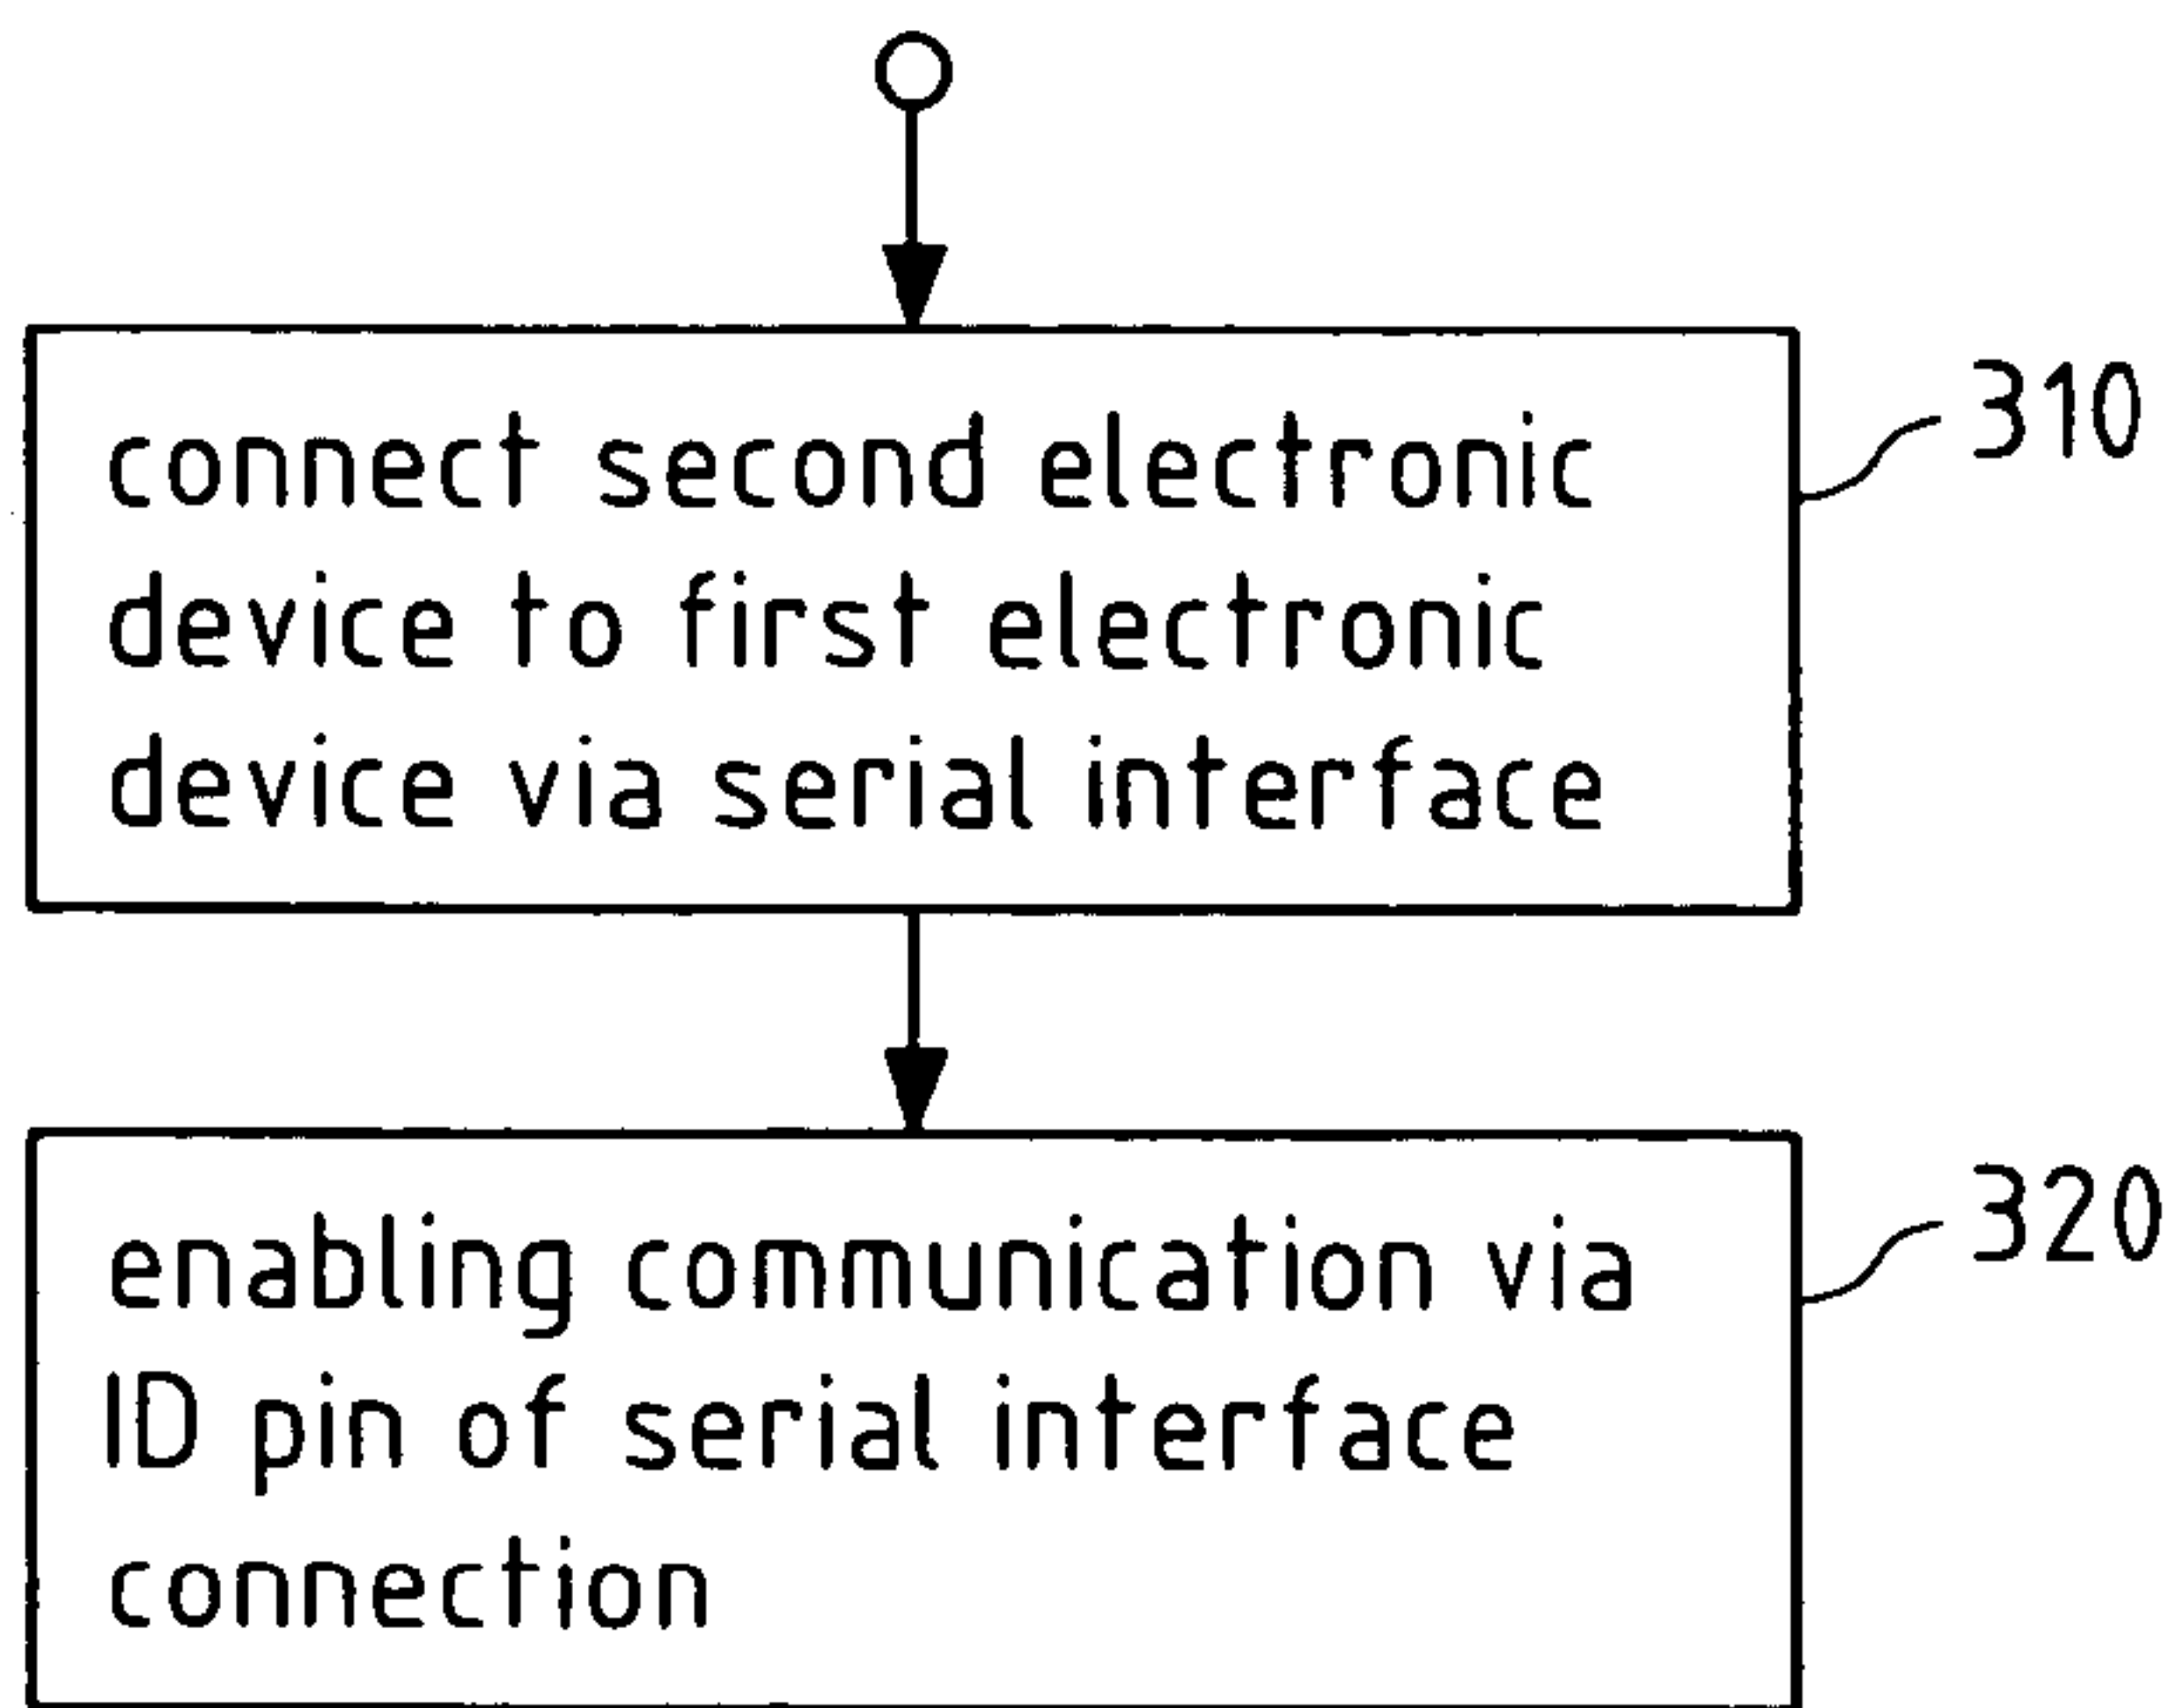 310
connect second electronic
device to first electronic
device via serial interface
320
enabling communication via
ID pin of serial interface
connection